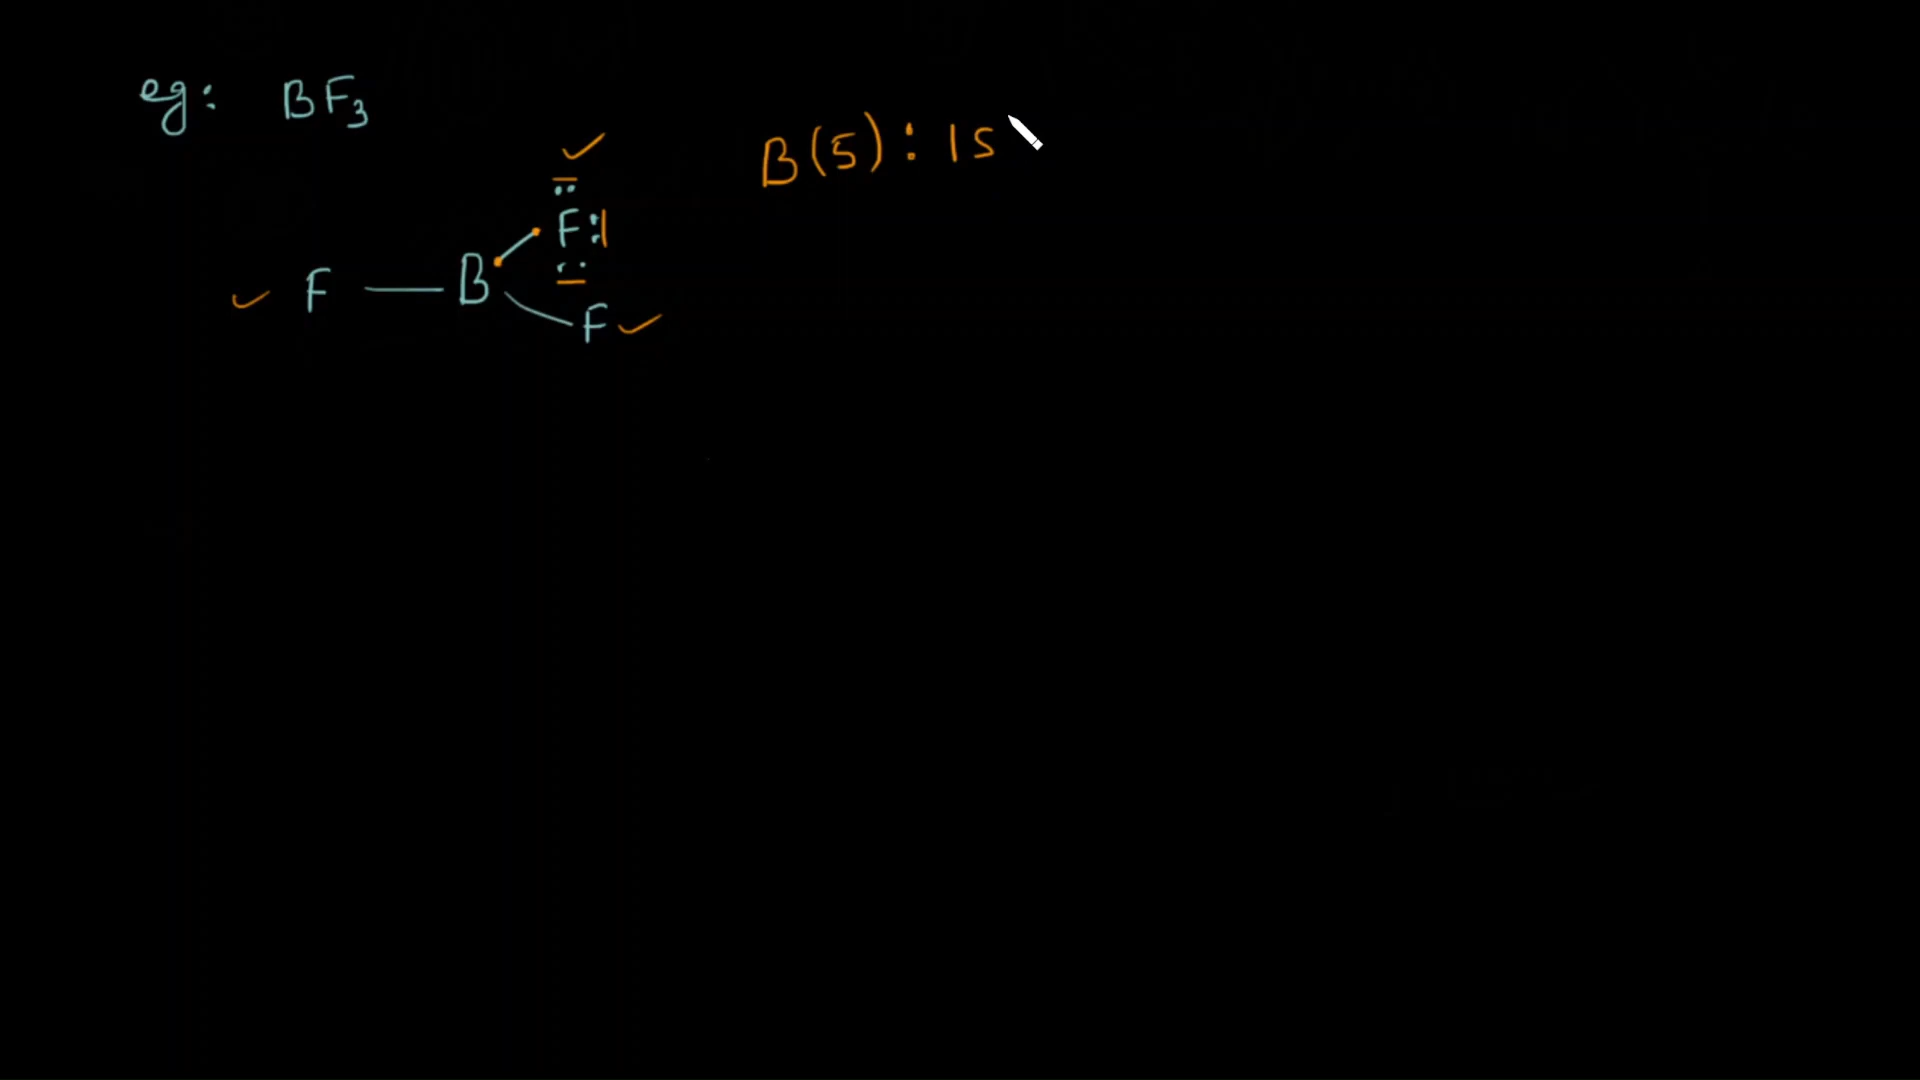 eg: BF₃
B(5): 1s
F
F — B
F